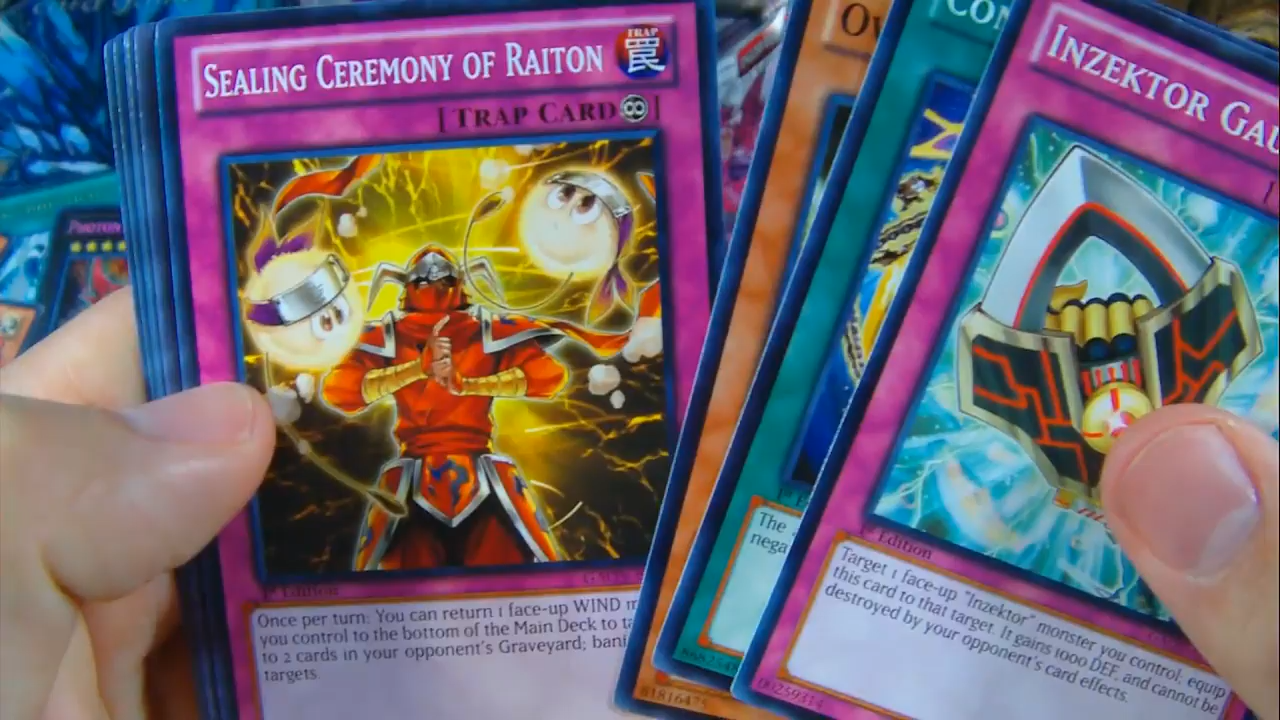 SEALING CEREMONY OF RAITON
TRAP
罠
[TRAP CARD ]
1st Edition
Once per turn: You can return 1 face-up WIND
you control to the bottom of the Main Deck to
to 2 cards in your opponent's Graveyard;
targets.
81816475
CON
The
nega
INZEKTOR GAU
1st Edition
Target 1 face-up "Inzektor" monster you control; equip
this card to that target. It gains 1000 DEF, and cannot be
destroyed by your opponent's card effects.
PHOTON